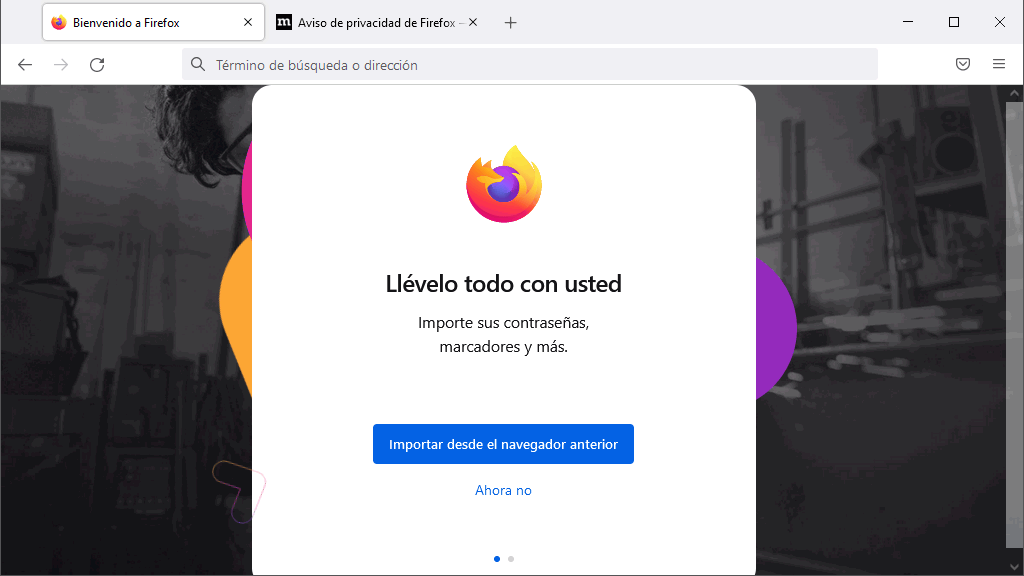 Bienvenido a Firefox
m Aviso de privacidad de Firefox –
Término de búsqueda o dirección
Llévelo todo con usted
Importe sus contraseñas,
marcadores y más.
Importar desde el navegador anterior
Ahora no